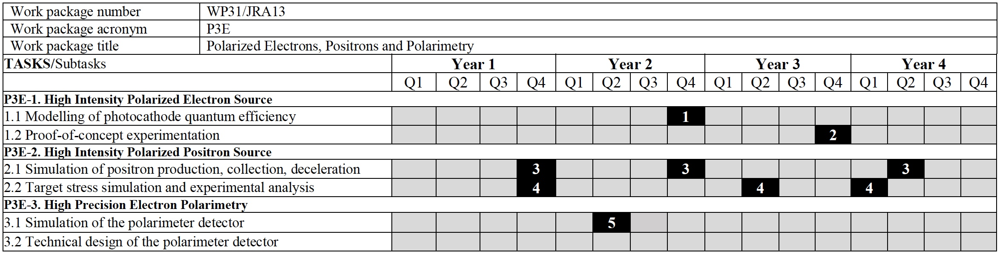 Work package number WP31/JRA13
Work package acronym P3E
Work package title Polarized Electrons, Positrons and Polarimetry
TASKS/Subtasks Year 1 Year 2 Year 3 Year 4
Q1 Q2 Q3 Q4 Q1 Q2 Q3 Q4 Q1 Q2 Q3 Q4 Q1 Q2 Q3 Q4
P3E-1. High Intensity Polarized Electron Source
1.1 Modelling of photocathode quantum efficiency 1
1.2 Proof-of-concept experimentation 2
P3E-2. High Intensity Polarized Positron Source
2.1 Simulation of positron production, collection, deceleration 3 3 3
2.2 Target stress simulation and experimental analysis 4 4 4
P3E-3. High Precision Electron Polarimetry
3.1 Simulation of the polarimeter detector 5
3.2 Technical design of the polarimeter detector